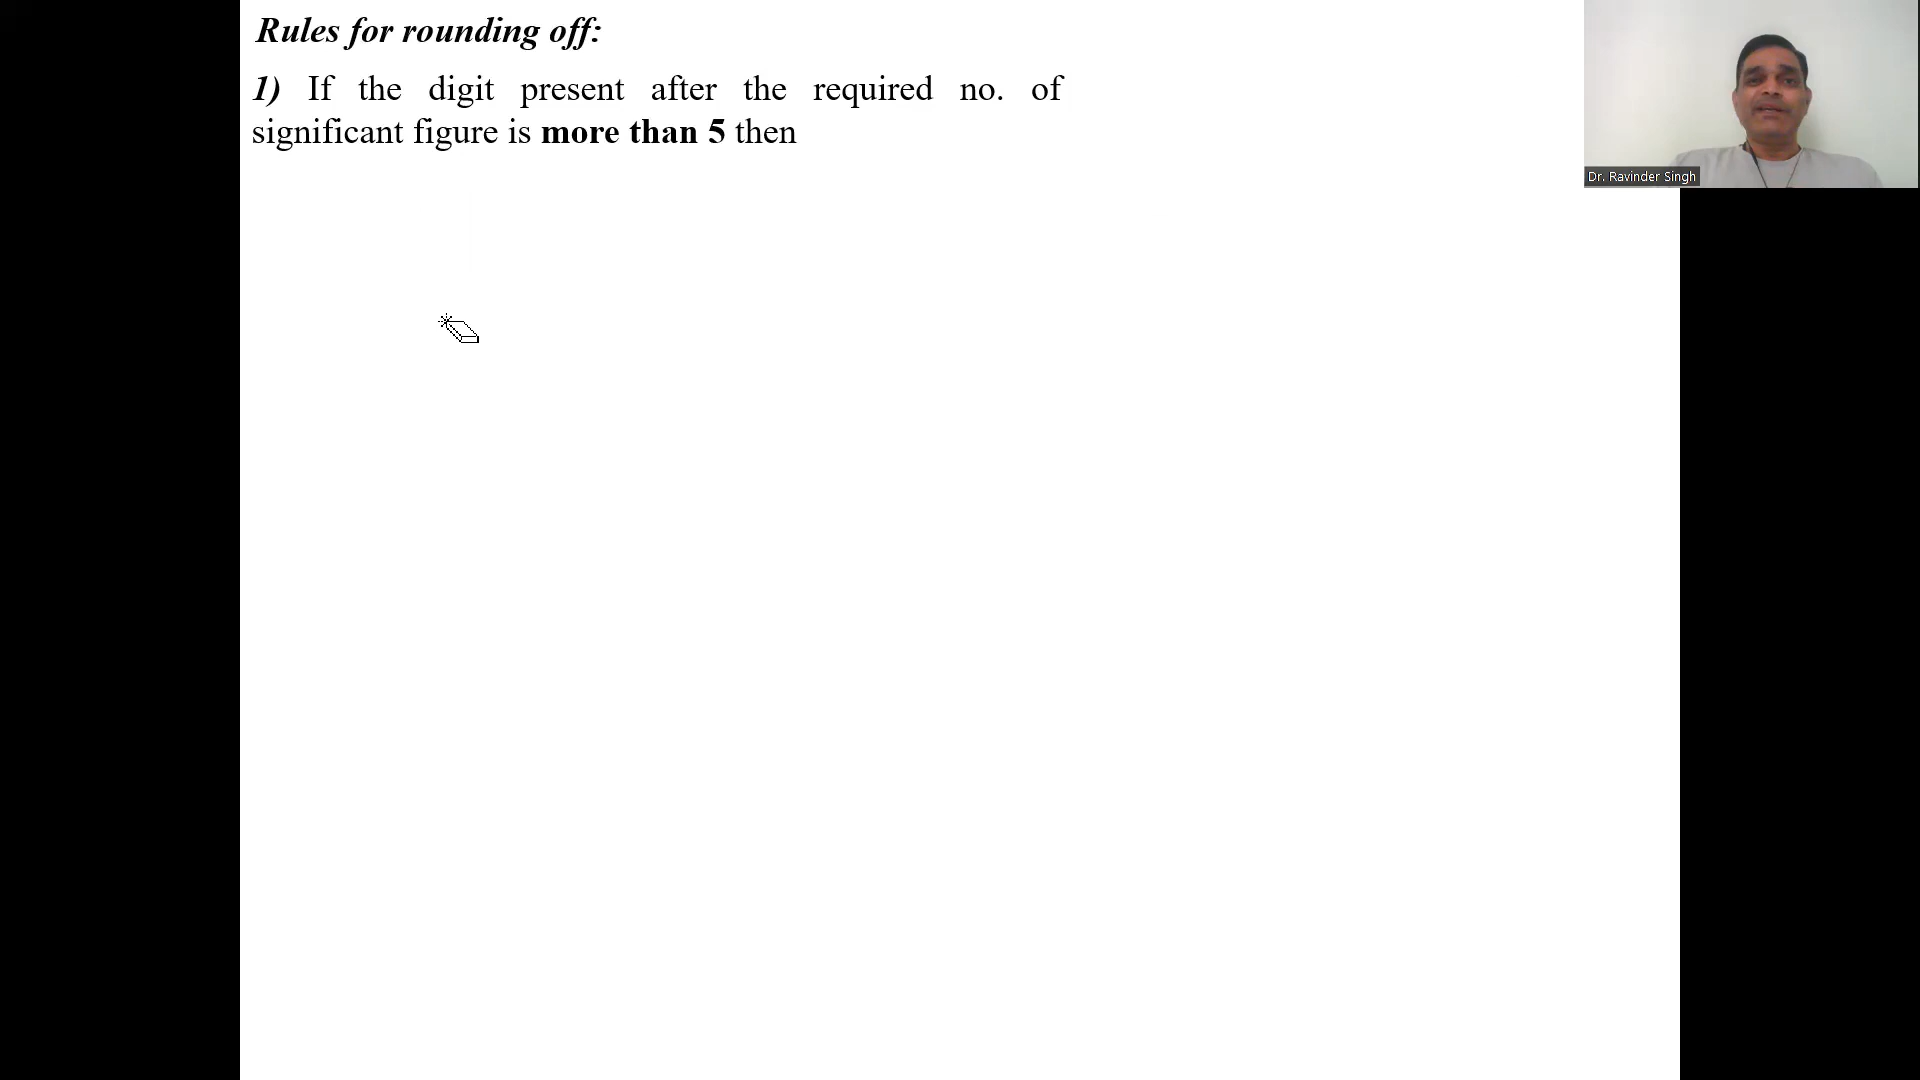 Rules for rounding off:
1) If the digit present after the required no. of
significant figure is more than 5 then
Dr. Ravinder Singh